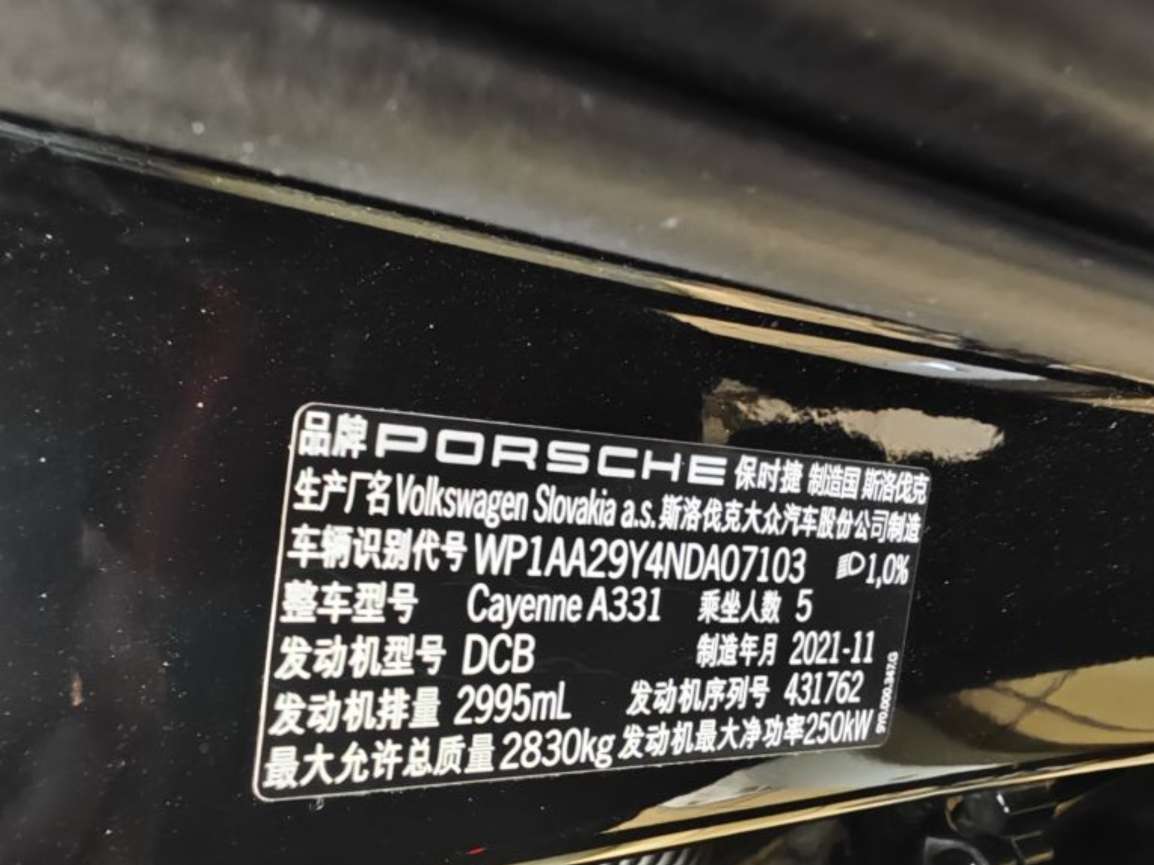 品牌 PORSCHE 保时捷 制造国 斯洛伐克
生产厂名 Volkswagen Slovakia a.s. 斯洛伐克大众汽车股份公司制造
车辆识别代号 WP1AA29Y4NDA07103 1,0%
整车型号 Cayenne A331 乘坐人数 5
发动机型号 DCB 制造年月 2021-11
发动机排量 2995mL 发动机序列号 431762
最大允许总质量 2830kg 发动机最大净功率 250kW
9Y0.000.347.G